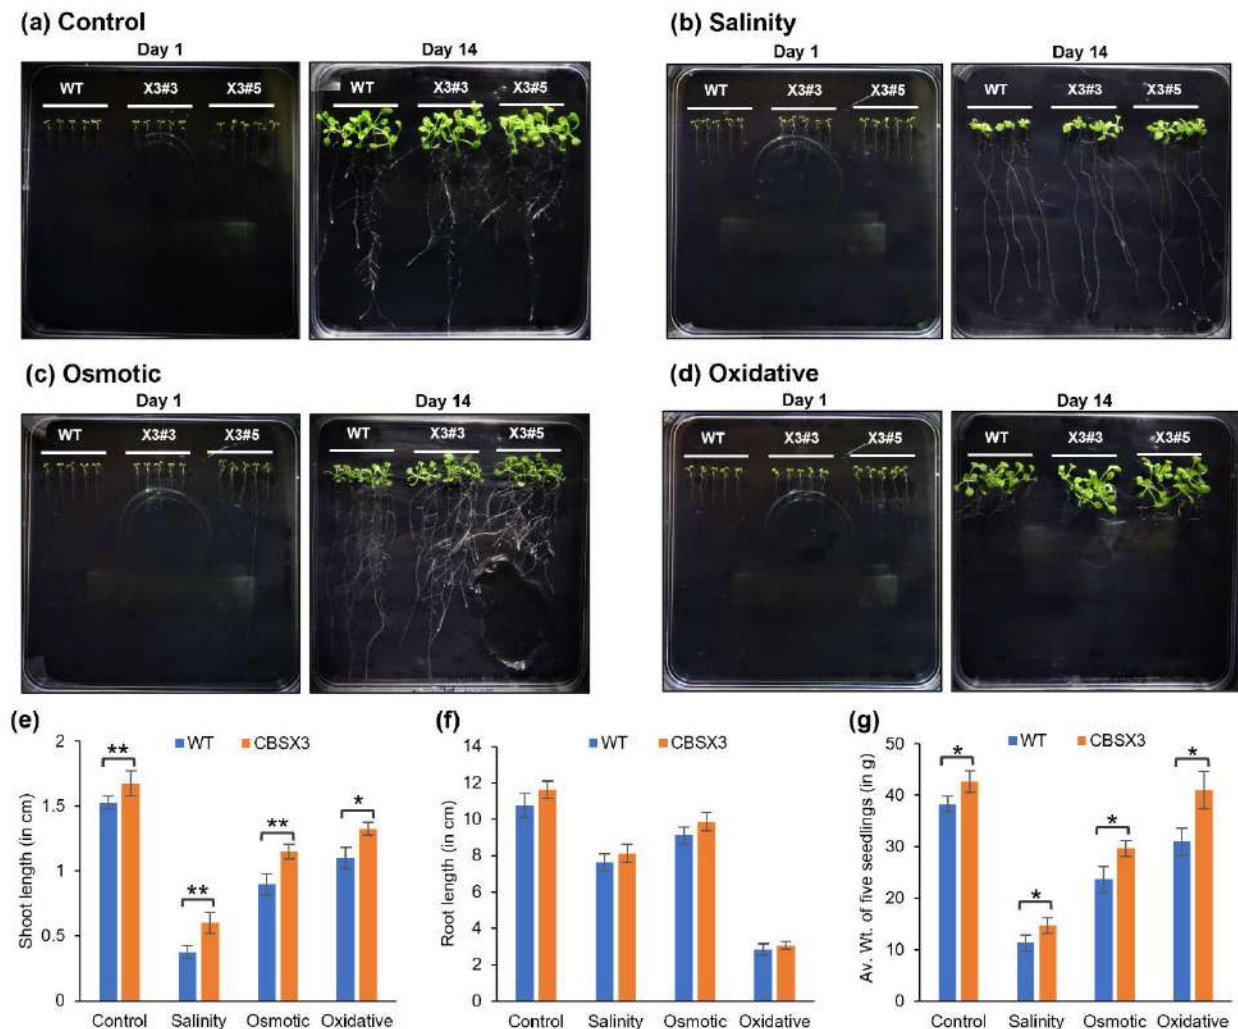 (a) Control
Day 1
Day 14
WT X3#3 X3#5
WT X3#3 X3#5
(b) Salinity
Day 1
Day 14
WT X3#3 X3#5
WT X3#3 X3#5
(c) Osmotic
Day 1
Day 14
WT X3#3 X3#5
WT X3#3 X3#5
(d) Oxidative
Day 1
Day 14
WT X3#3 X3#5
WT X3#3 X3#5
(e)
WT CBSX3
Shoot length (in cm)
2
1.5
1
0.5
0
** ** ** *
Control Salinity Osmotic Oxidative
(f)
WT CBSX3
Root length (in cm)
14
12
10
8
6
4
2
0
Control Salinity Osmotic Oxidative
(g)
WT CBSX3
Av. Wt. of five seedlings (in g)
50
40
30
20
10
0
* * * *
Control Salinity Osmotic Oxidative